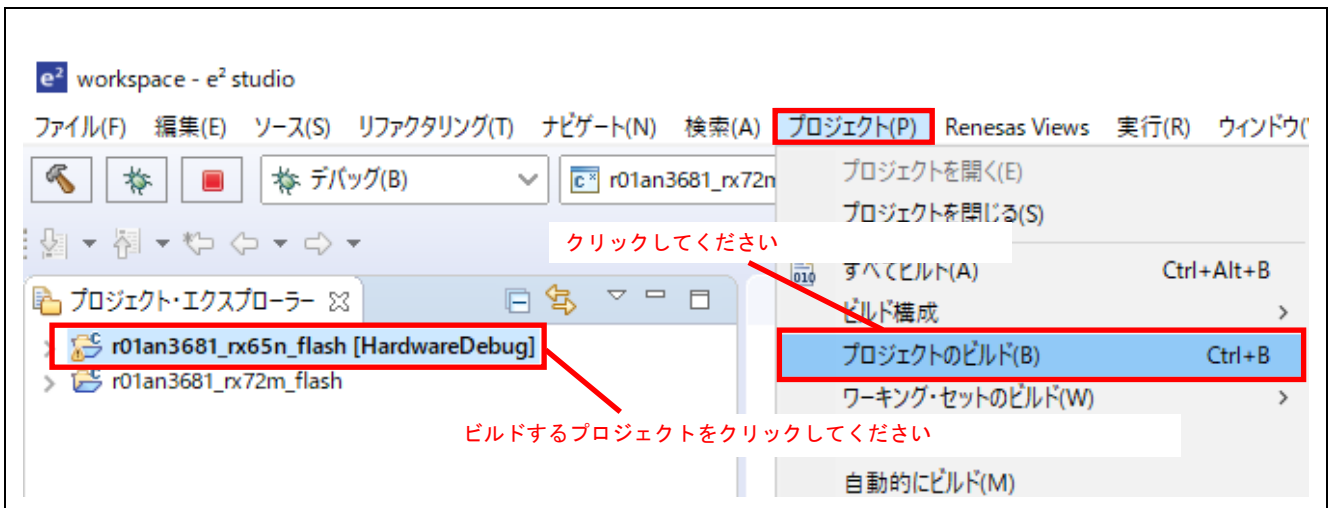 e² workspace - e² studio
ファイル(F) 編集(E) ソース(S) リファクタリング(T) ナビゲート(N) 検索(A) プロジェクト(P) Renesas Views 実行(R) ウィンドウ(
デバッグ(B) r01an3681_rx72m
プロジェクトを開く(E)
プロジェクトを閉じる(S)
クリックしてください
すべてビルド(A) Ctrl+Alt+B
プロジェクト・エクスプローラー
ビルド構成
r01an3681_rx65n_flash [HardwareDebug]
プロジェクトのビルド(B) Ctrl+B
r01an3681_rx72m_flash
ワーキング・セットのビルド(W)
ビルドするプロジェクトをクリックしてください
自動的にビルド(M)